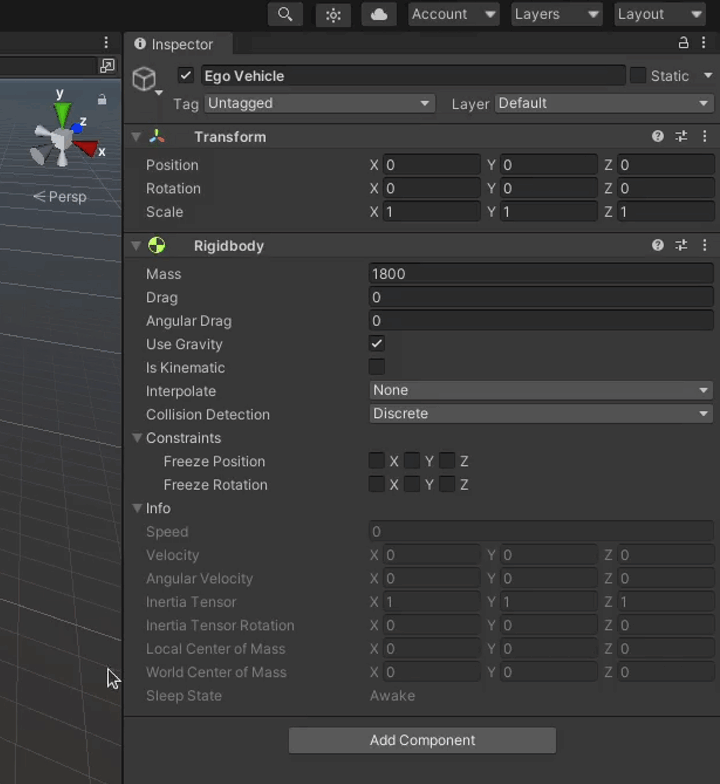 Account Layers Layout
Inspector
Ego Vehicle Static
Tag Untagged Layer Default
y
z
x
Persp
Transform
Position X 0 Y 0 Z 0
Rotation X 0 Y 0 Z 0
Scale X 1 Y 1 Z 1
Rigidbody
Mass 1800
Drag 0
Angular Drag 0
Use Gravity
Is Kinematic
Interpolate None
Collision Detection Discrete
Constraints
Freeze Position X Y Z
Freeze Rotation X Y Z
Info
Speed 0
Velocity X 0 Y 0 Z 0
Angular Velocity X 0 Y 0 Z 0
Inertia Tensor X 1 Y 1 Z 1
Inertia Tensor Rotation X 0 Y 0 Z 0
Local Center of Mass X 0 Y 0 Z 0
World Center of Mass X 0 Y 0 Z 0
Sleep State Awake
Add Component